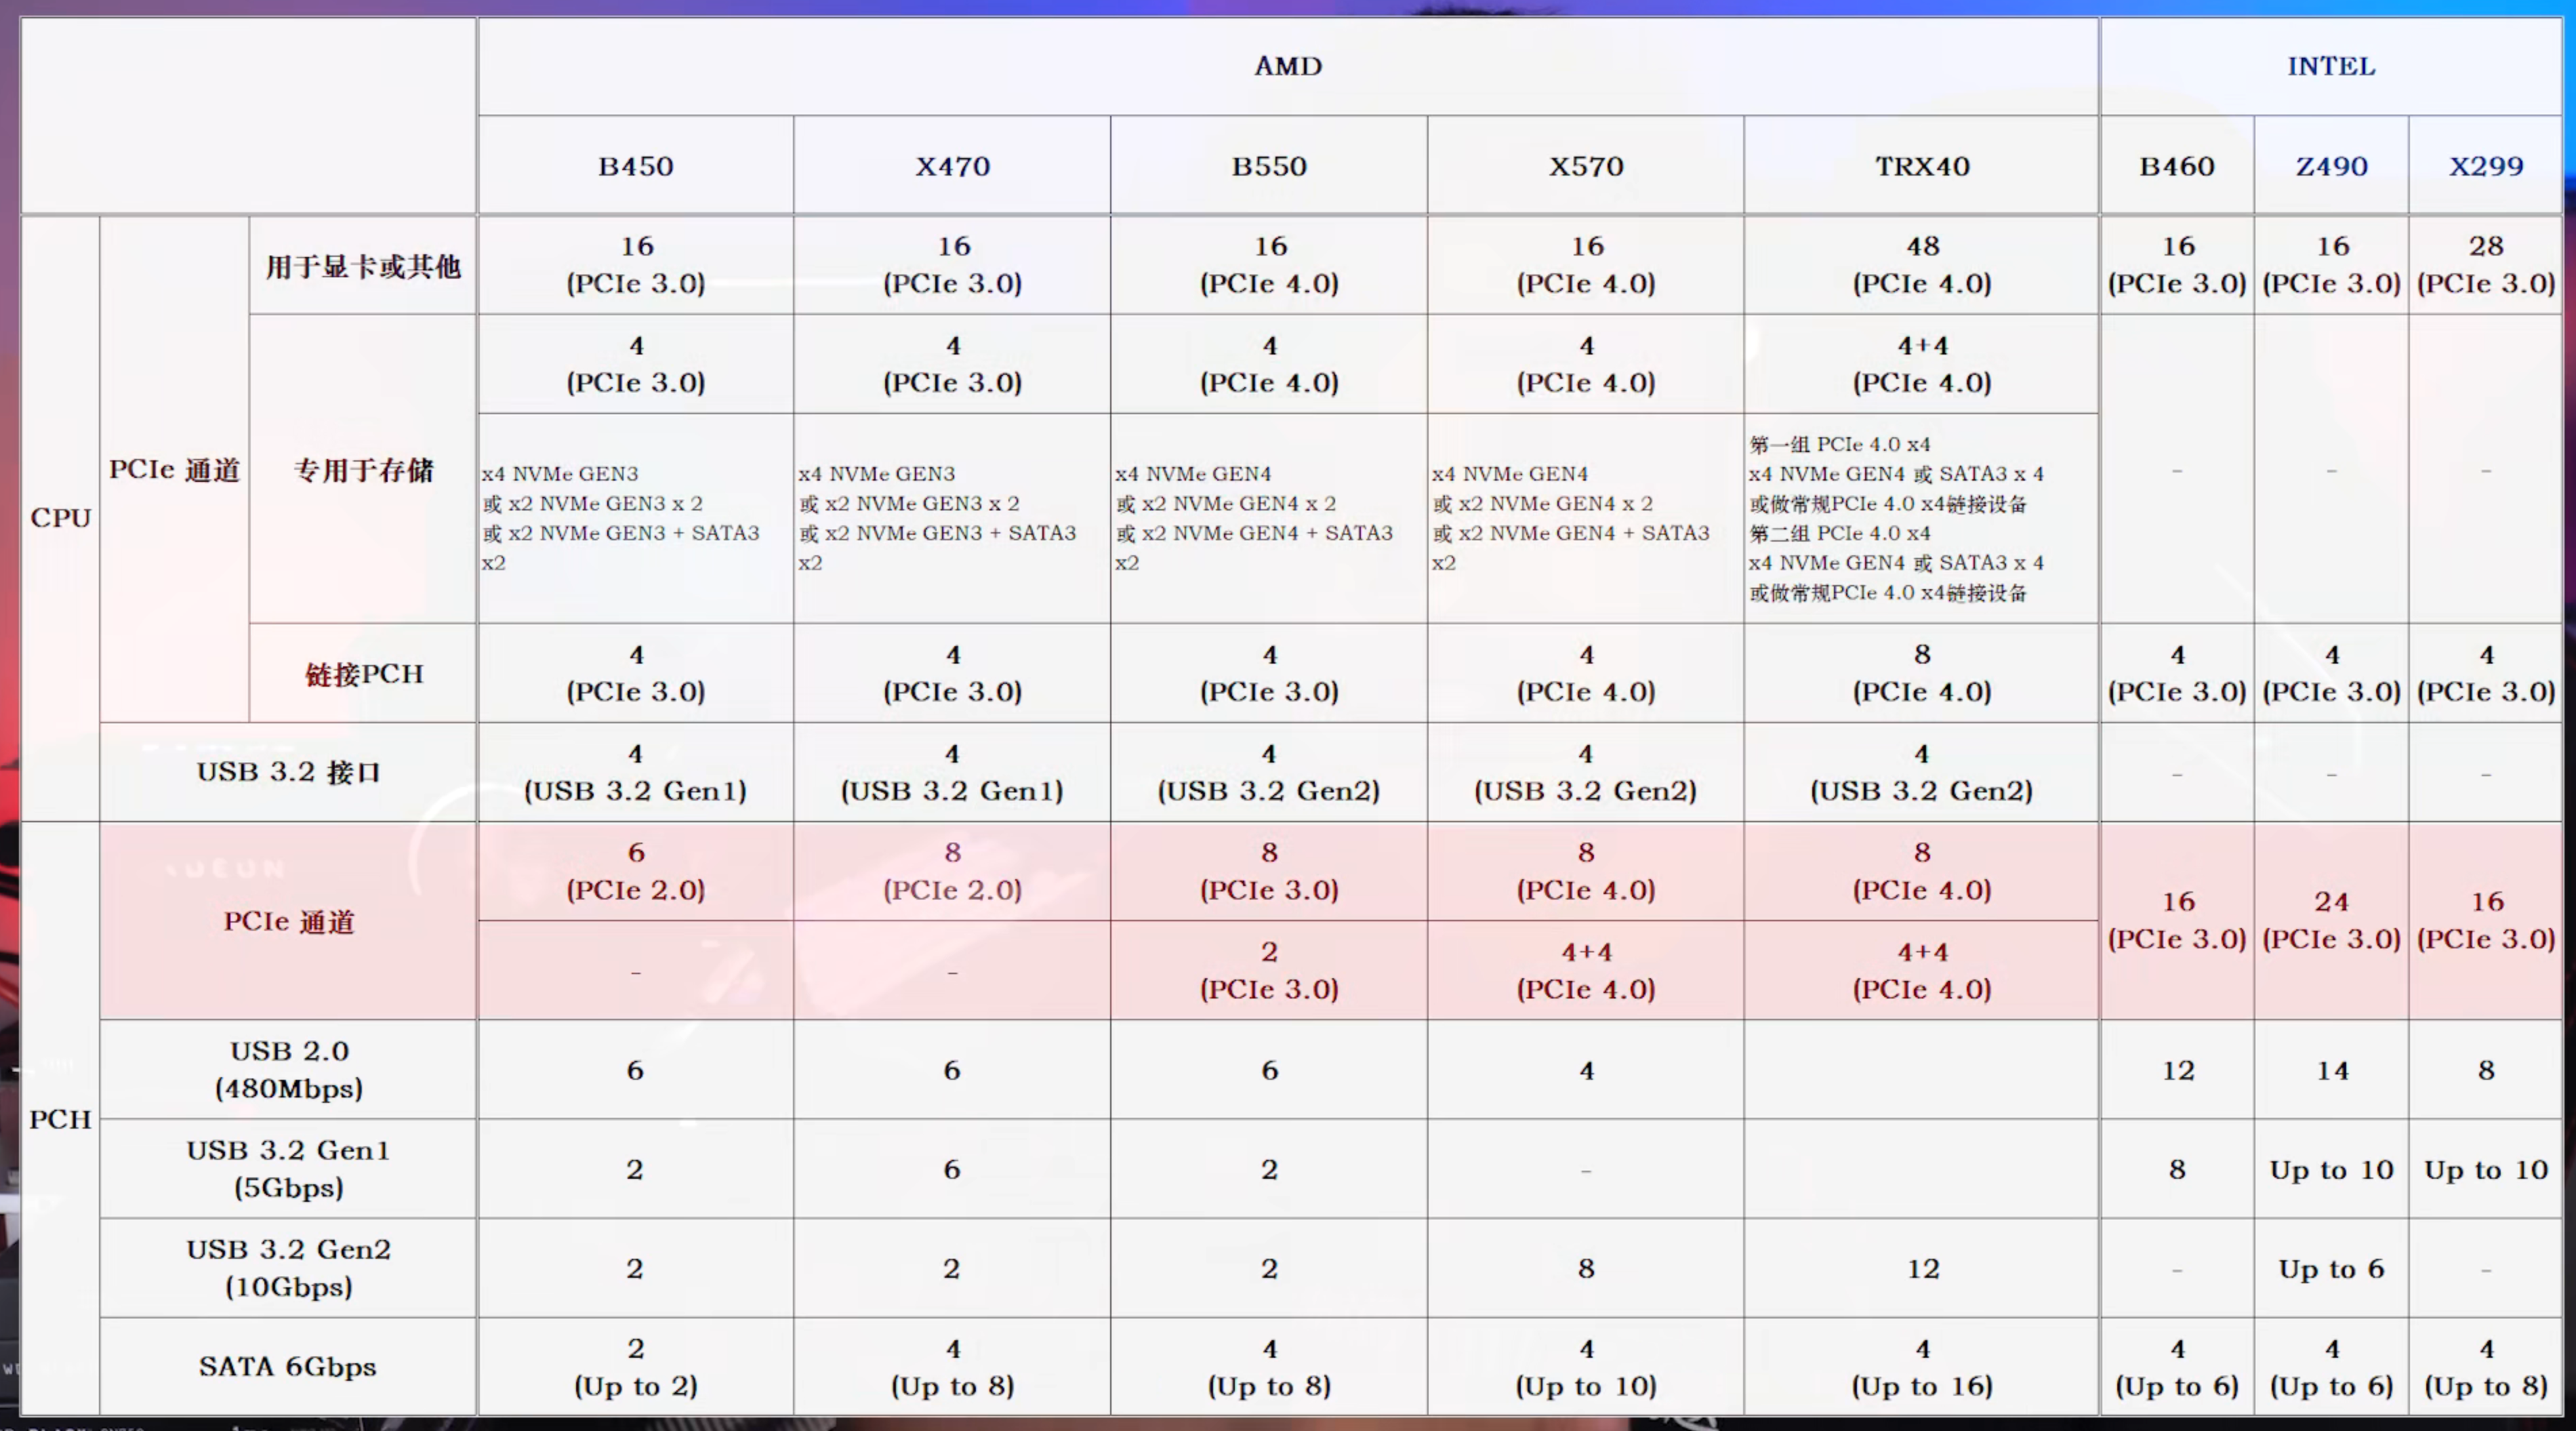 AMD INTEL
B450 X470 B550 X570 TRX40 B460 Z490 X299
CPU
PCIe 通道
用于显卡或其他
16 16 16 16 48 16 16 28
(PCIe 3.0) (PCIe 3.0) (PCIe 4.0) (PCIe 4.0) (PCIe 4.0) (PCIe 3.0) (PCIe 3.0) (PCIe 3.0)
专用于存储
4 4 4 4 4+4
(PCIe 3.0) (PCIe 3.0) (PCIe 4.0) (PCIe 4.0) (PCIe 4.0)
x4 NVMe GEN3
或 x2 NVMe GEN3 x 2
或 x2 NVMe GEN3 + SATA3
x2
x4 NVMe GEN3
或 x2 NVMe GEN3 x 2
或 x2 NVMe GEN3 + SATA3
x2
x4 NVMe GEN4
或 x2 NVMe GEN4 x 2
或 x2 NVMe GEN4 + SATA3
x2
x4 NVMe GEN4
或 x2 NVMe GEN4 x 2
或 x2 NVMe GEN4 + SATA3
x2
第一组 PCIe 4.0 x4
x4 NVMe GEN4 或 SATA3 x 4
或做常规PCIe 4.0 x4链接设备
第二组 PCIe 4.0 x4
x4 NVMe GEN4 或 SATA3 x 4
或做常规PCIe 4.0 x4链接设备
- - -
链接PCH
4 4 4 4 8 4 4 4
(PCIe 3.0) (PCIe 3.0) (PCIe 3.0) (PCIe 4.0) (PCIe 4.0) (PCIe 3.0) (PCIe 3.0) (PCIe 3.0)
USB 3.2 接口
4 4 4 4 4 - - -
(USB 3.2 Gen1) (USB 3.2 Gen1) (USB 3.2 Gen2) (USB 3.2 Gen2) (USB 3.2 Gen2)
PCH
PCIe 通道
6 8 8 8 8
(PCIe 2.0) (PCIe 2.0) (PCIe 3.0) (PCIe 4.0) (PCIe 4.0)
- - 2 4+4 4+4
(PCIe 3.0) (PCIe 4.0) (PCIe 4.0)
16 24 16
(PCIe 3.0) (PCIe 3.0) (PCIe 3.0)
USB 2.0
(480Mbps)
6 6 6 4 12 14 8
USB 3.2 Gen1
(5Gbps)
2 6 2 - 8 Up to 10 Up to 10
USB 3.2 Gen2
(10Gbps)
2 2 2 8 12 - Up to 6 -
SATA 6Gbps
2 4 4 4 4 4 4 4
(Up to 2) (Up to 8) (Up to 8) (Up to 10) (Up to 16) (Up to 6) (Up to 6) (Up to 8)